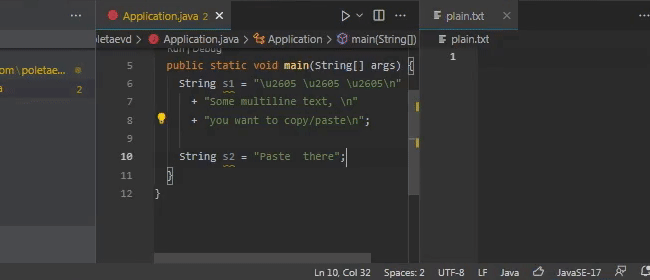 Application.java 2
plain.txt
poletaevd > Application.java > Application > main(String[])
plain.txt
om \ poletae...
a 2
Run | Debug
5 public static void main(String[] args) {
6 String s1 = "\u2605 \u2605 \u2605\n"
7 + "Some multiline text, \n"
8 + "you want to copy/paste\n";
9
10 String s2 = "Paste  there";
11 }
12 }
1
Ln 10, Col 32 Spaces: 2 UTF-8 LF Java JavaSE-17